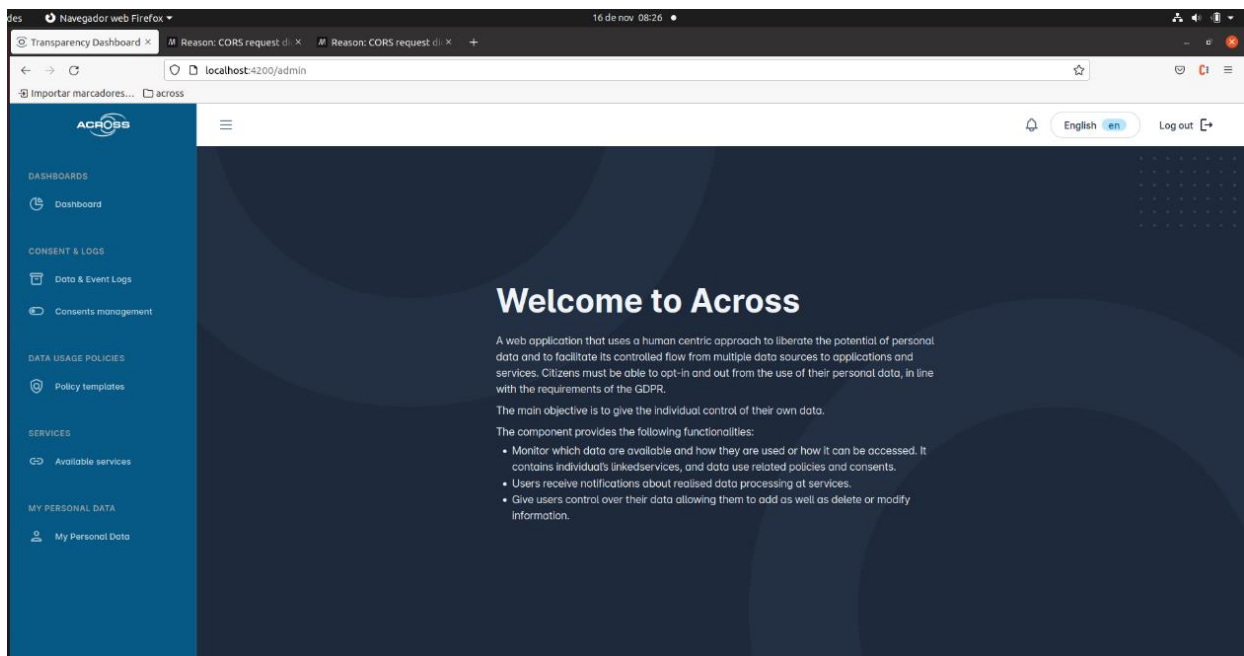 des Navegador web Firefox 16 de nov 08:26
Transparency Dashboard × Reason: CORS request di × Reason: CORS request di × +
localhost:4200/admin
Importar marcadores... across
ACROSS English en Log out
DASHBOARDS
Dashboard
CONSENT & LOGS
Data & Event Logs
Consents management
DATA USAGE POLICIES
Policy templates
SERVICES
Available services
MY PERSONAL DATA
My Personal Data
Welcome to Across
A web application that uses a human centric approach to liberate the potential of personal
data and to facilitate its controlled flow from multiple data sources to applications and
services. Citizens must be able to opt-in and out from the use of their personal data, in line
with the requirements of the GDPR.
The main objective is to give the individual control of their own data.
The component provides the following functionalities:
• Monitor which data are available and how they are used or how it can be accessed. It
contains individual's linkedservices, and data use related policies and consents.
• Users receive notifications about realised data processing at services.
• Give users control over their data allowing them to add as well as delete or modify
information.